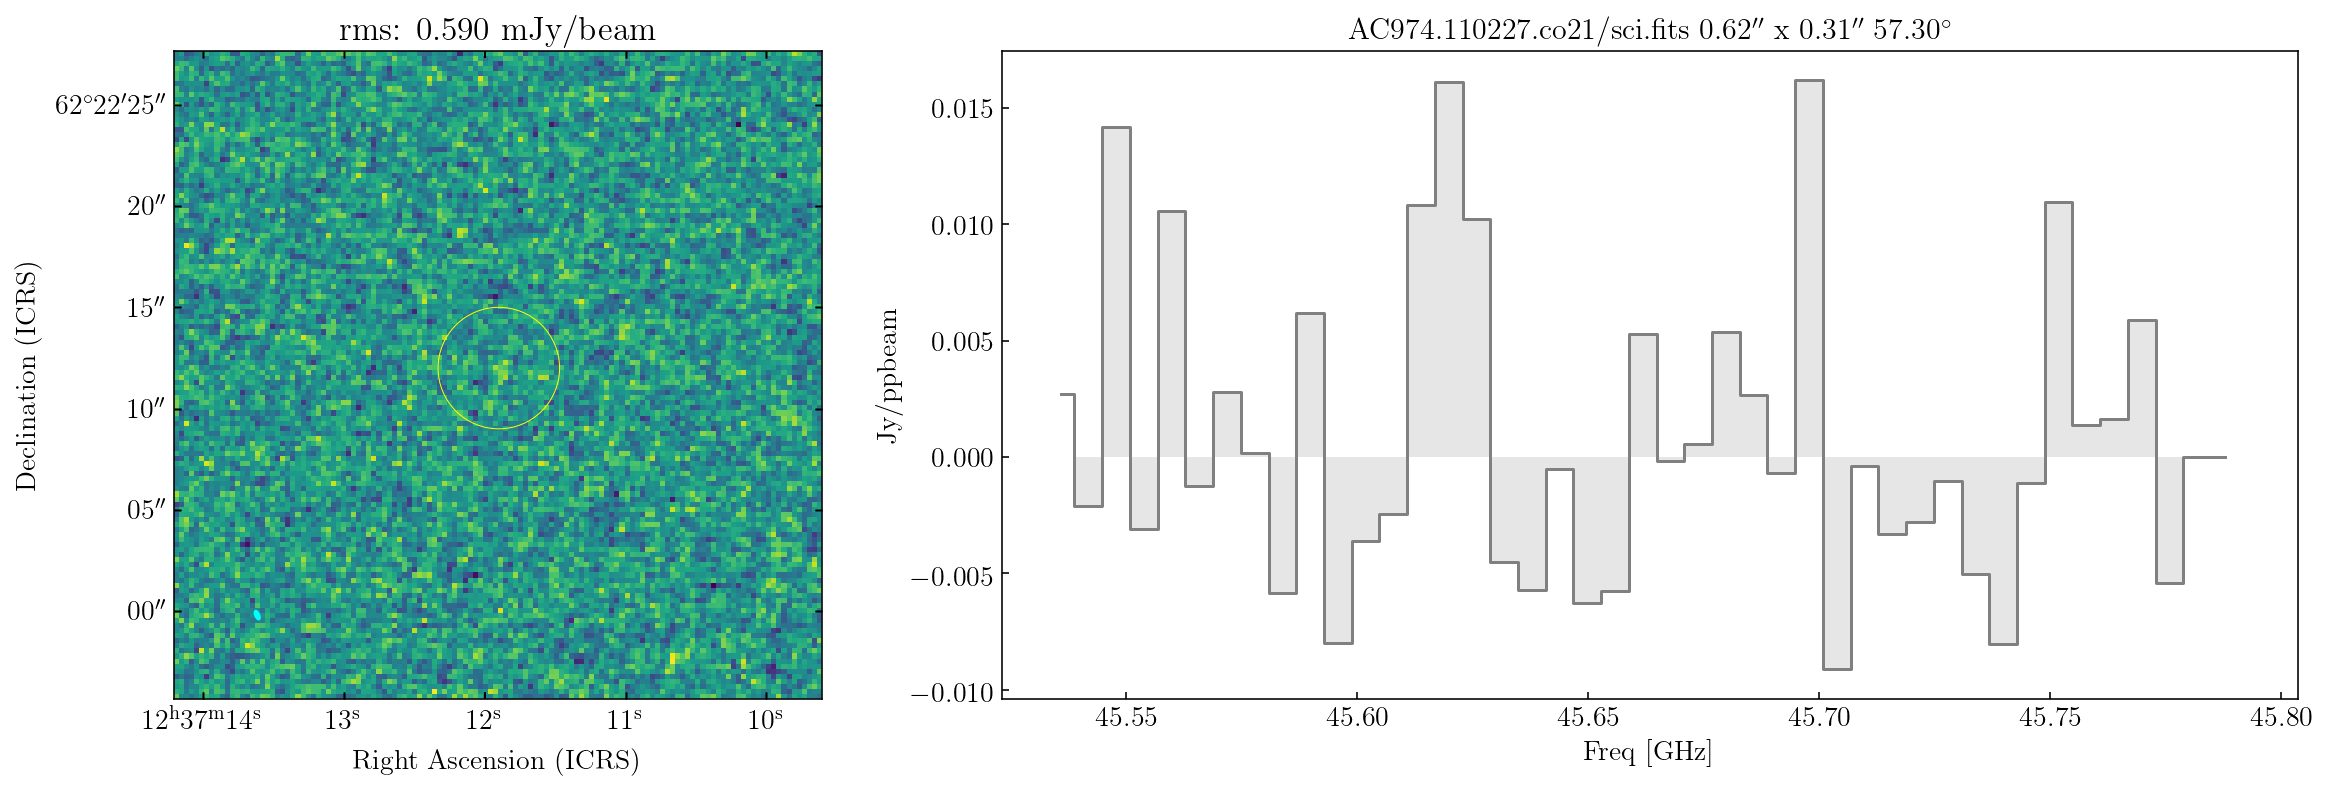 rms: 0.590 mJy/beam
62°22′25″
20″
15″
10″
05″
00″
Declination (ICRS)
12ʰ37ᵐ14ˢ 13ˢ 12ˢ 11ˢ 10ˢ
Right Ascension (ICRS)
AC974.110227.co21/sci.fits 0.62″ x 0.31″ 57.30°
0.015
0.010
0.005
0.000
−0.005
−0.010
Jy/ppbeam
45.55 45.60 45.65 45.70 45.75 45.80
Freq [GHz]